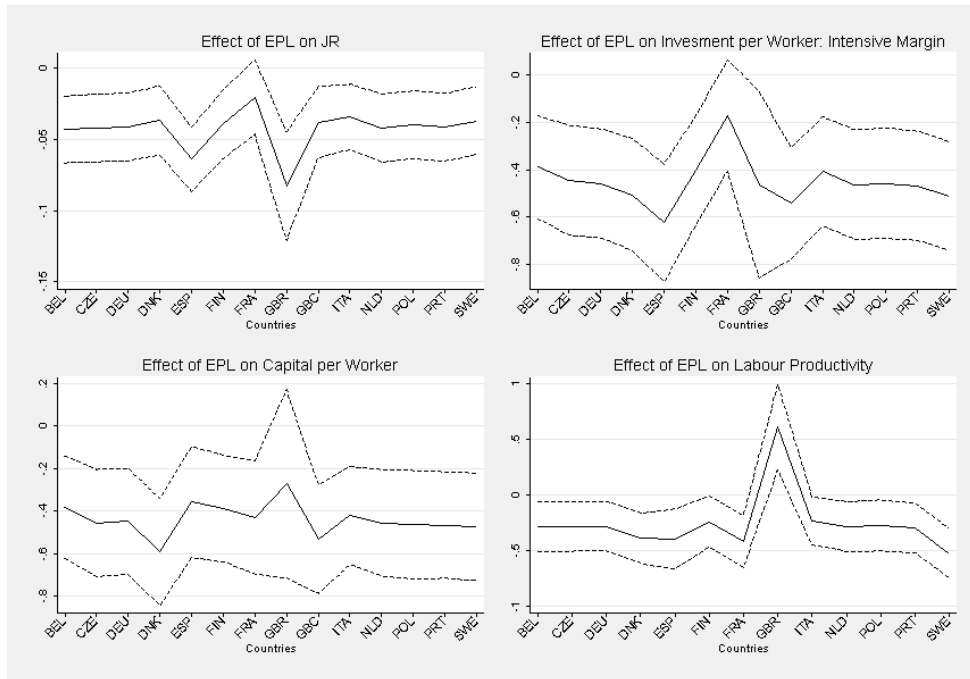 Effect of EPL on JR
0
.05
-.1
-.15
BEL CZE DEU DNK ESP FIN FRA GBR GBC ITA NLD POL PRT SWE
Countries
Effect of EPL on Invesment per Worker: Intensive Margin
0
-.2
-.4
-.6
-.8
BEL CZE DEU DNK ESP FIN FRA GBR GBC ITA NLD POL PRT SWE
Countries
Effect of EPL on Capital per Worker
.2
0
-.2
-.4
-.6
-.8
BEL CZE DEU DNK ESP FIN FRA GBR GBC ITA NLD POL PRT SWE
Countries
Effect of EPL on Labour Productivity
1
.5
0
-.5
-1
BEL CZE DEU DNK ESP FIN FRA GBR ITA NLD POL PRT SWE
Countries